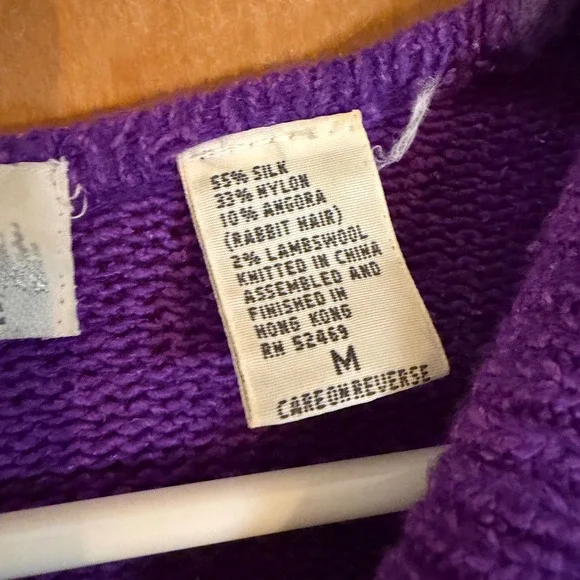 55% SILK
33% NYLON
10% ANGORA
(RABBIT HAIR)
2% LAMBSWOOL
KNITTED IN CHINA
ASSEMBLED AND
FINISHED IN
HONG KONG
RN 52469
M
CARE ON REVERSE